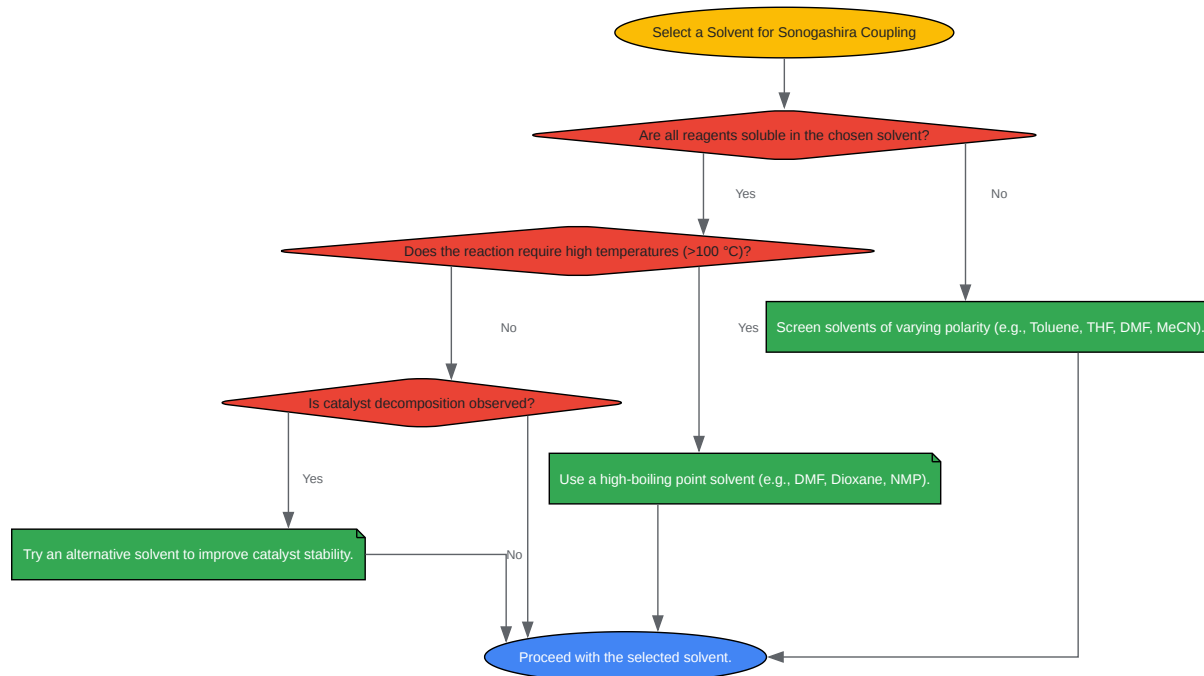 Select a Solvent for Sonogashira Coupling
Are all reagents soluble in the chosen solvent?
Yes
No
Does the reaction require high temperatures (>100 °C)?
No
Yes
Screen solvents of varying polarity (e.g., Toluene, THF, DMF, MeCN).
Is catalyst decomposition observed?
Yes
Use a high-boiling point solvent (e.g., DMF, Dioxane, NMP).
Try an alternative solvent to improve catalyst stability.
No
Proceed with the selected solvent.